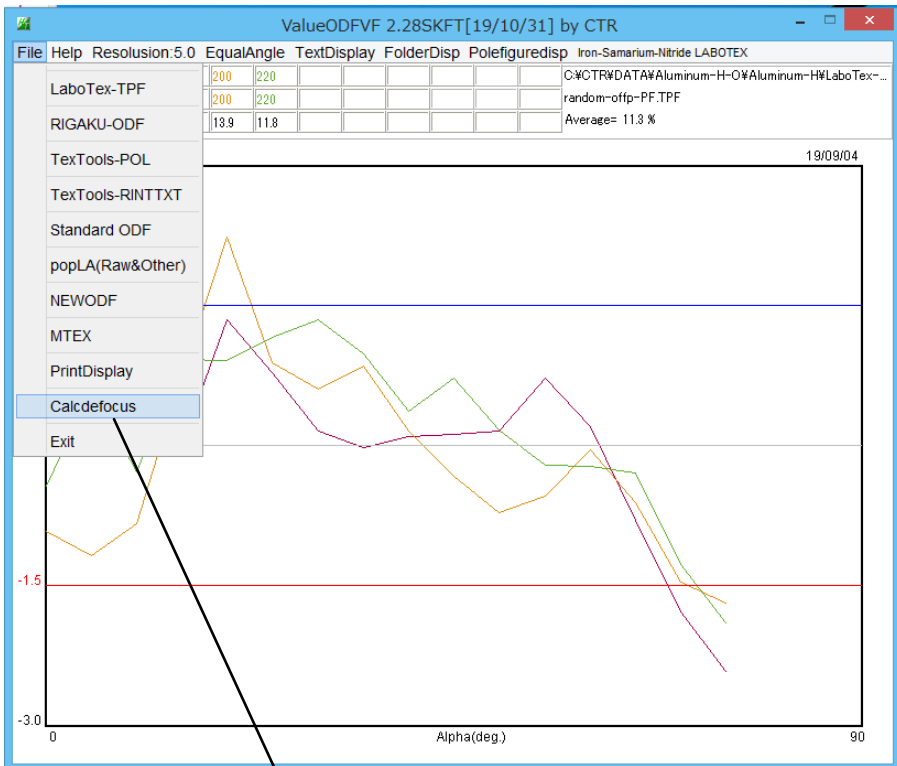 ValueODFVF 2.28SKFT[19/10/31] by CTR
File Help Resolusion:5.0 EqualAngle TextDisplay FolderDisp Polefiguredisp Iron-Samarium-Nitride LABOTEX
200 220 C:¥CTR¥DATA¥Aluminum-H-O¥Aluminum-H¥LaboTex-...
200 220 random-offp-PF.TPF
13.9 11.8 Average= 11.3 %
LaboTex-TPF
RIGAKU-ODF
TexTools-POL
TexTools-RINTTXT
Standard ODF
popLA(Raw&Other)
NEWODF
MTEX
PrintDisplay
Calcdefocus
Exit
19/09/04
-1.5
-3.0
0 Alpha(deg.) 90